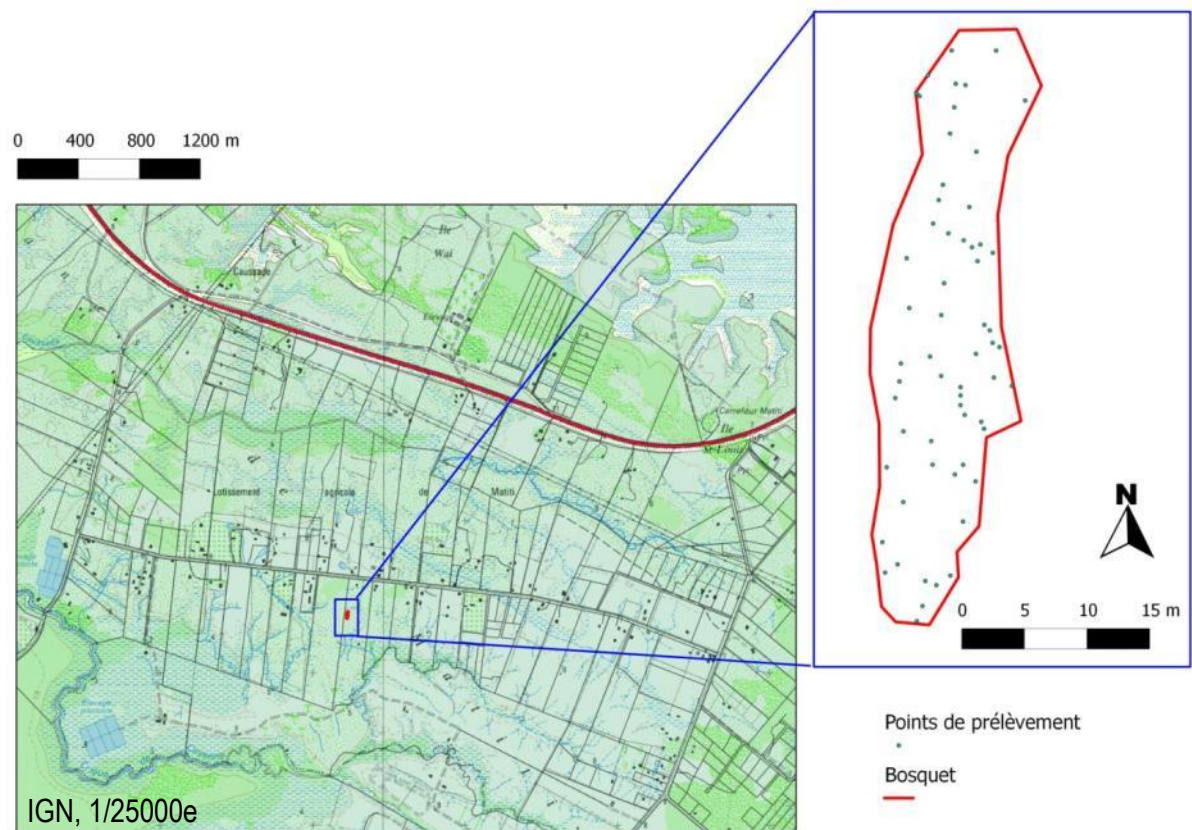 0 400 800 1200 m
Ile
Wai
Caussade
Carrefour Matiti
Ile
St-Louis
Lotissement agricole de Matiti
IGN, 1/25000e
N
0 5 10 15 m
Points de prélèvement
Bosquet